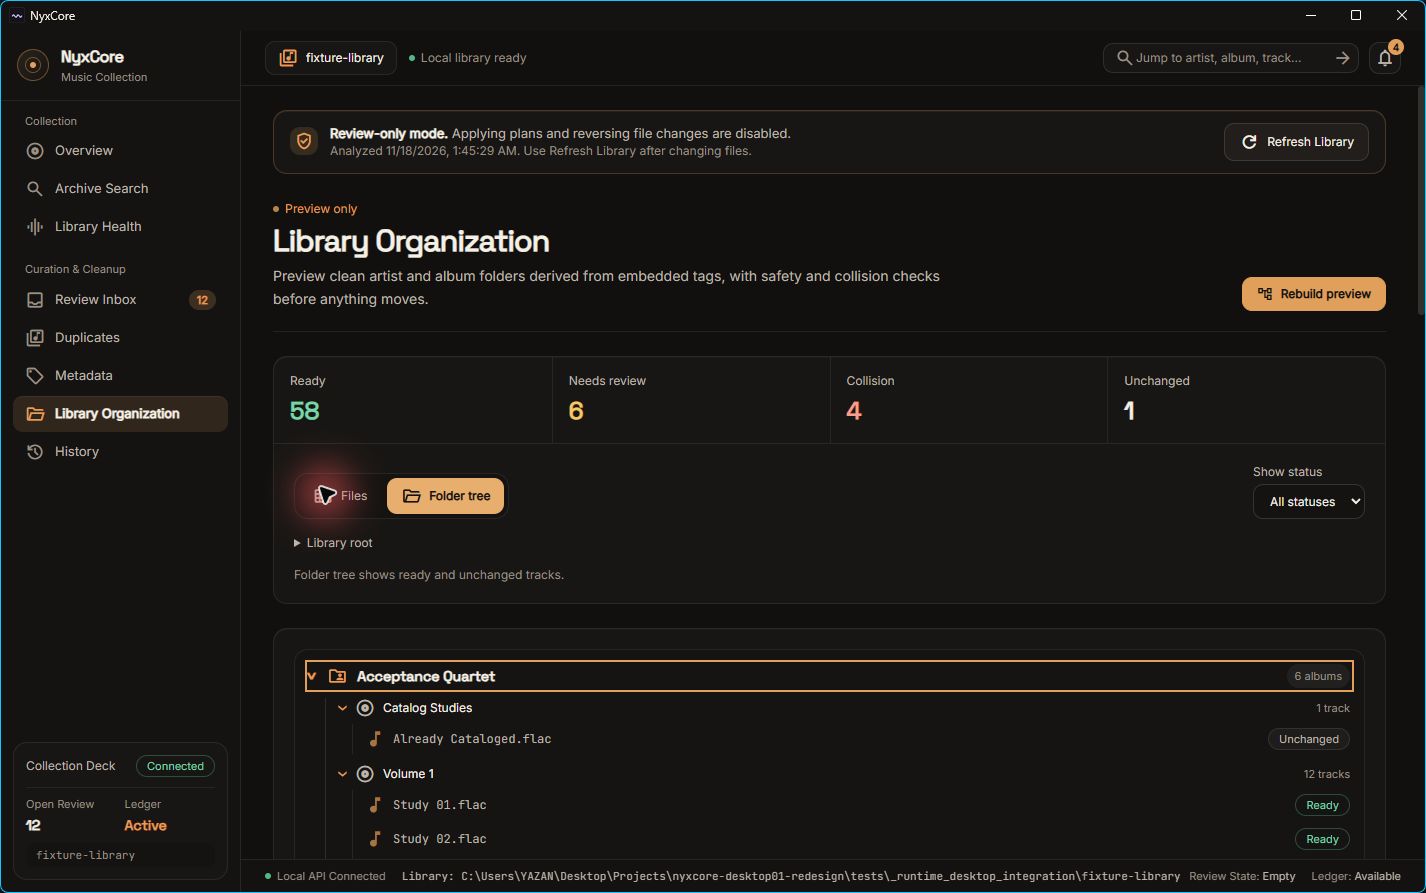 NyxCore
NyxCore
Music Collection
fixture-library
Local library ready
Jump to artist, album, track...
4
Collection
Overview
Archive Search
Library Health
Curation & Cleanup
Review Inbox
12
Duplicates
Metadata
Library Organization
History
Collection Deck
Connected
Open Review
Ledger
12
Active
fixture-library
Review-only mode. Applying plans and reversing file changes are disabled.
Analyzed 11/18/2026, 1:45:29 AM. Use Refresh Library after changing files.
Refresh Library
Preview only
Library Organization
Preview clean artist and album folders derived from embedded tags, with safety and collision checks
before anything moves.
Rebuild preview
Ready
58
Needs review
6
Collision
4
Unchanged
1
Files
Folder tree
Show status
All statuses
Library root
Folder tree shows ready and unchanged tracks.
Acceptance Quartet
6 albums
Catalog Studies
1 track
Already Cataloged.flac
Unchanged
Volume 1
12 tracks
Study 01.flac
Ready
Study 02.flac
Ready
Local API Connected
Library: C:\Users\YAZAN\Desktop\Projects\nyxcore-desktop01-redesign\tests\_runtime_desktop_integration\fixture-library
Review State: Empty
Ledger: Available